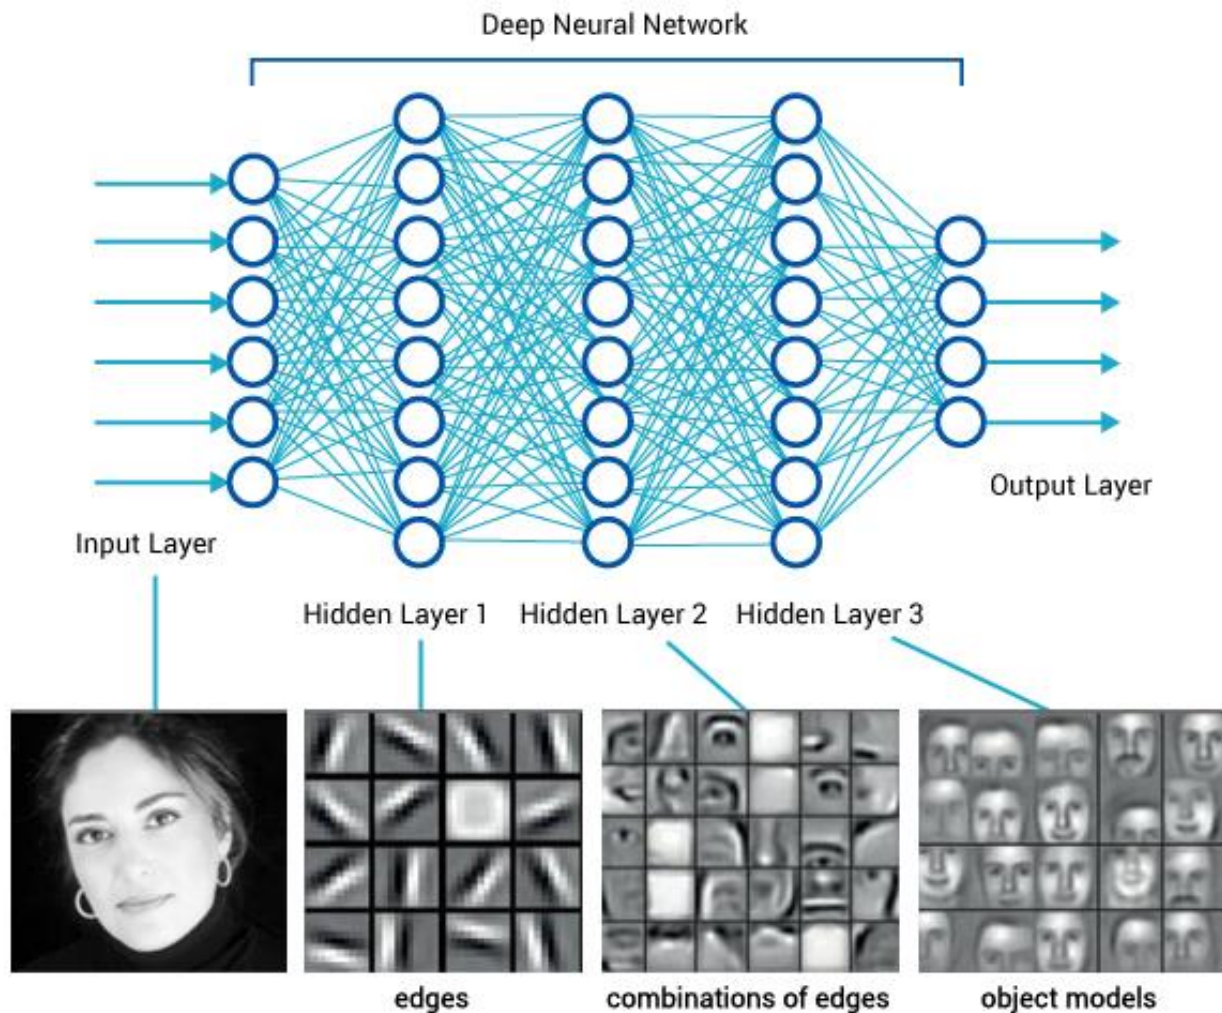 Deep Neural Network
Input Layer
Output Layer
Hidden Layer 1
Hidden Layer 2
Hidden Layer 3
edges
combinations of edges
object models